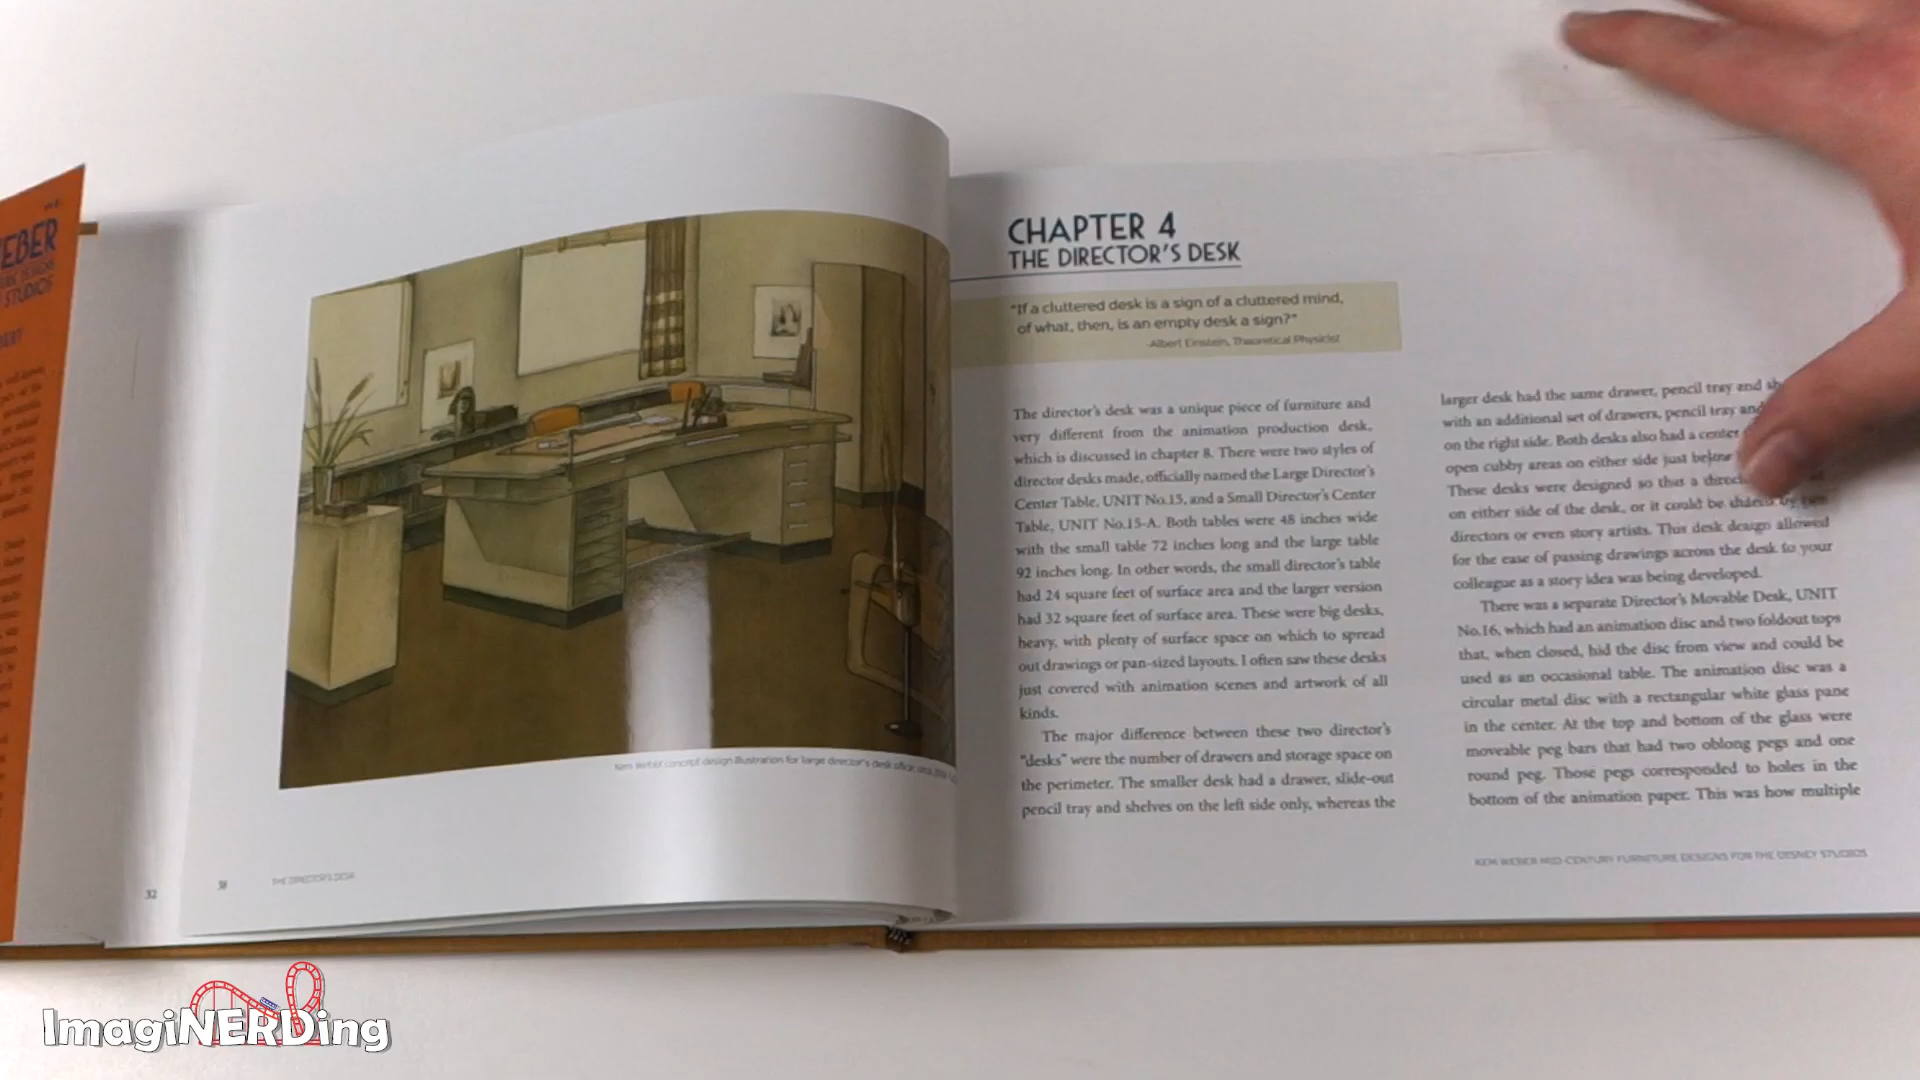 EBER
STUDIOS
Kem Weber concept design illustration for large director's desk office, circa
32
38
THE DIRECTOR'S DESK
CHAPTER 4
THE DIRECTOR'S DESK
"If a cluttered desk is a sign of a cluttered mind,
of what, then, is an empty desk a sign?"
-Albert Einstein, Theoretical Physicist
The director's desk was a unique piece of furniture and
very different from the animation production desk,
which is discussed in chapter 8. There were two styles of
director desks made, officially named the Large Director's
Center Table, UNIT No.15, and a Small Director's Center
Table, UNIT No.15-A. Both tables were 48 inches wide
with the small table 72 inches long and the large table
92 inches long. In other words, the small director's table
had 24 square feet of surface area and the larger version
had 32 square feet of surface area. These were big desks,
heavy, with plenty of surface space on which to spread
out drawings or pan-sized layouts. I often saw these desks
just covered with animation scenes and artwork of all
kinds.
The major difference between these two director's
"desks" were the number of drawers and storage space on
the perimeter. The smaller desk had a drawer, slide-out
pencil tray and shelves on the left side only, whereas the
larger desk had the same drawer, pencil tray and
with an additional set of drawers, pencil tray and
on the right side. Both desks also had a center
open cubby areas on either side just below
These desks were designed so that a
on either side of the desk, or it could be shared by two
directors or even story artists. This desk design allowed
for the ease of passing drawings across the desk to your
colleague as a story idea was being developed.
There was a separate Director's Movable Desk, UNIT
No.16, which had an animation disc and two foldout tops
that, when closed, hid the disc from view and could be
used as an occasional table. The animation disc was a
circular metal disc with a rectangular white glass pane
in the center. At the top and bottom of the glass were
moveable peg bars that had two oblong pegs and one
round peg. Those pegs corresponded to holes in the
bottom of the animation paper. This was how multiple
KEM WEBER MID-CENTURY FURNITURE DESIGNS FOR THE DISNEY STUDIOS
ImagiNERDing